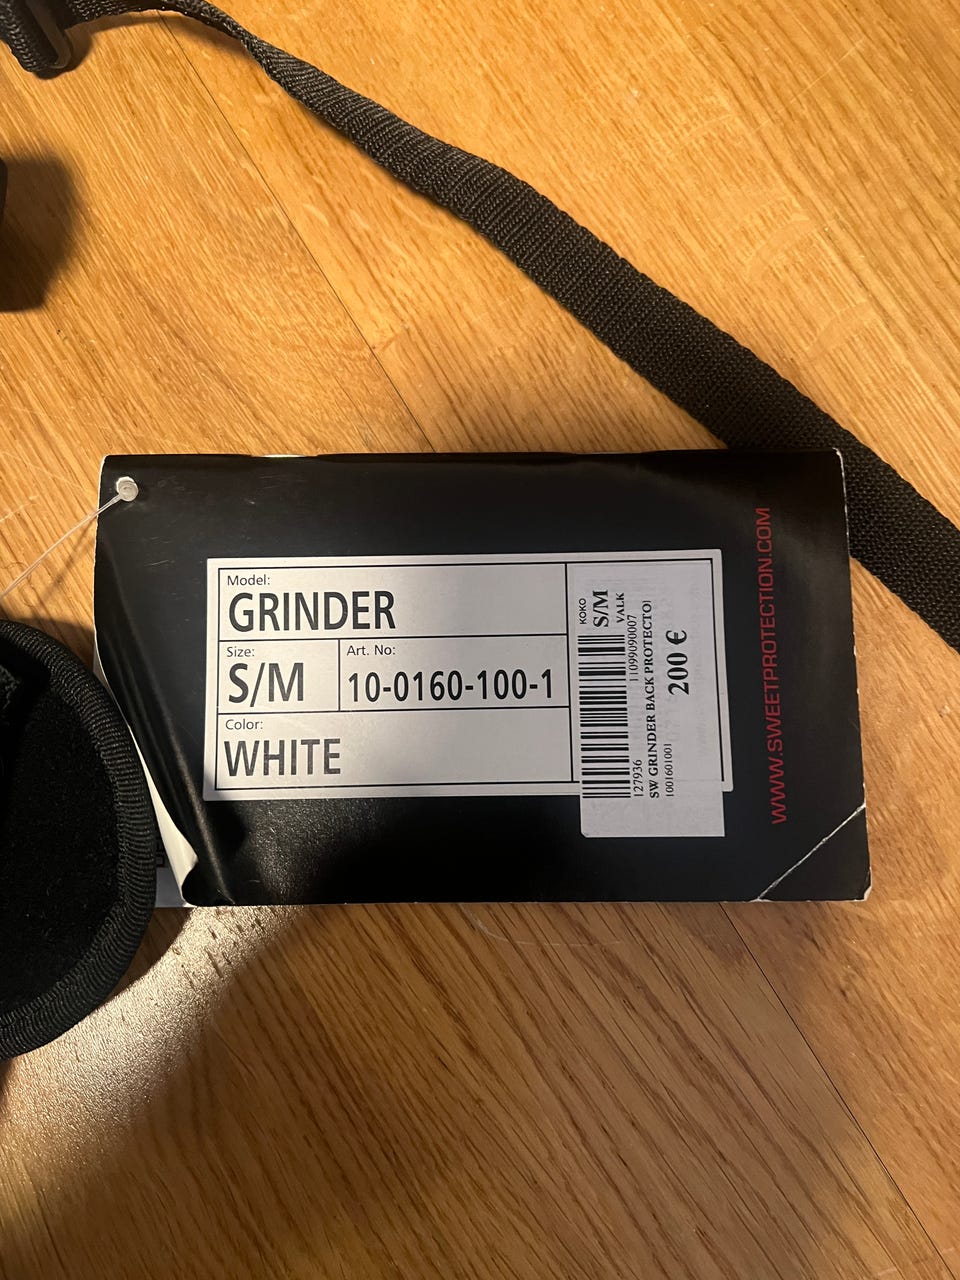 Model:
GRINDER
Size:
S/M
Art. No:
10-0160-100-1
Color:
WHITE
KOKO
S/M
VALK
11099090007
127936
SW GRINDER BACK PROTECTO
1001601001
200 €
WWW.SWEETPROTECTION.COM